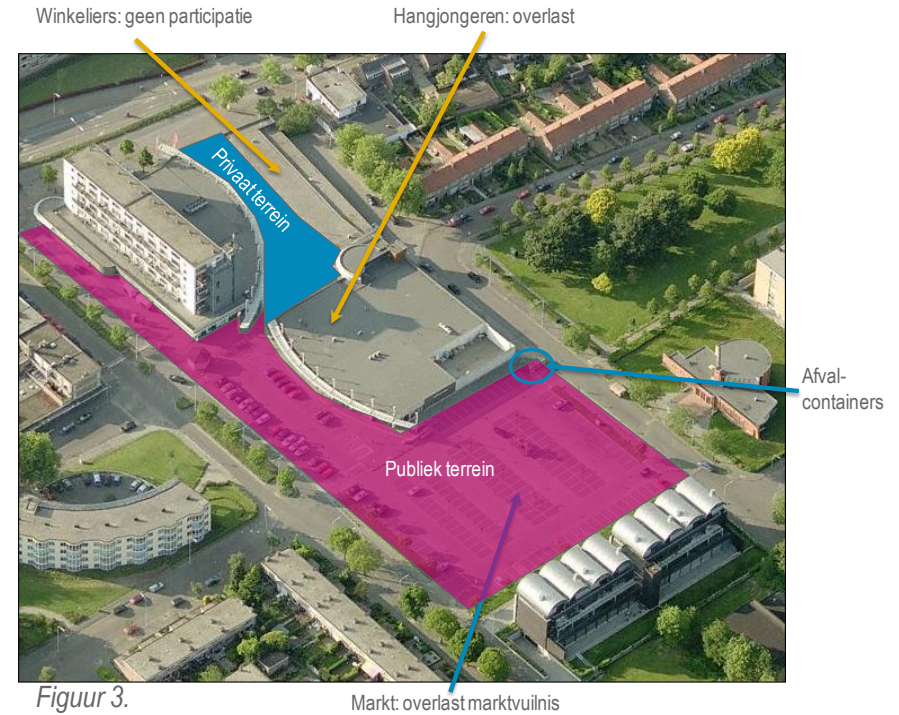 Winkeliers: geen participatie
Hangjongeren: overlast
Privaat terrein
Afval-
containers
Publiek terrein
Figuur 3.
Markt: overlast marktvuilnis